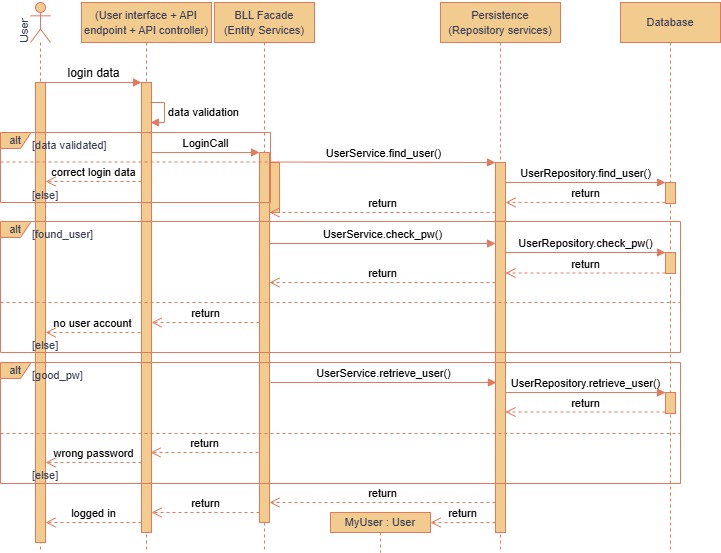 User
(User interface + API
endpoint + API controller)
BLL Facade
(Entity Services)
Persistence
(Repository services)
Database
login data
data validation
alt
[data validated]
LoginCall
UserService.find_user()
correct login data
UserRepository.find_user()
return
[else]
return
alt
[found_user]
UserService.check_pw()
UserRepository.check_pw()
return
return
return
no user account
[else]
alt
[good_pw]
UserService.retrieve_user()
UserRepository.retrieve_user()
return
return
wrong password
[else]
return
return
logged in
MyUser : User
return